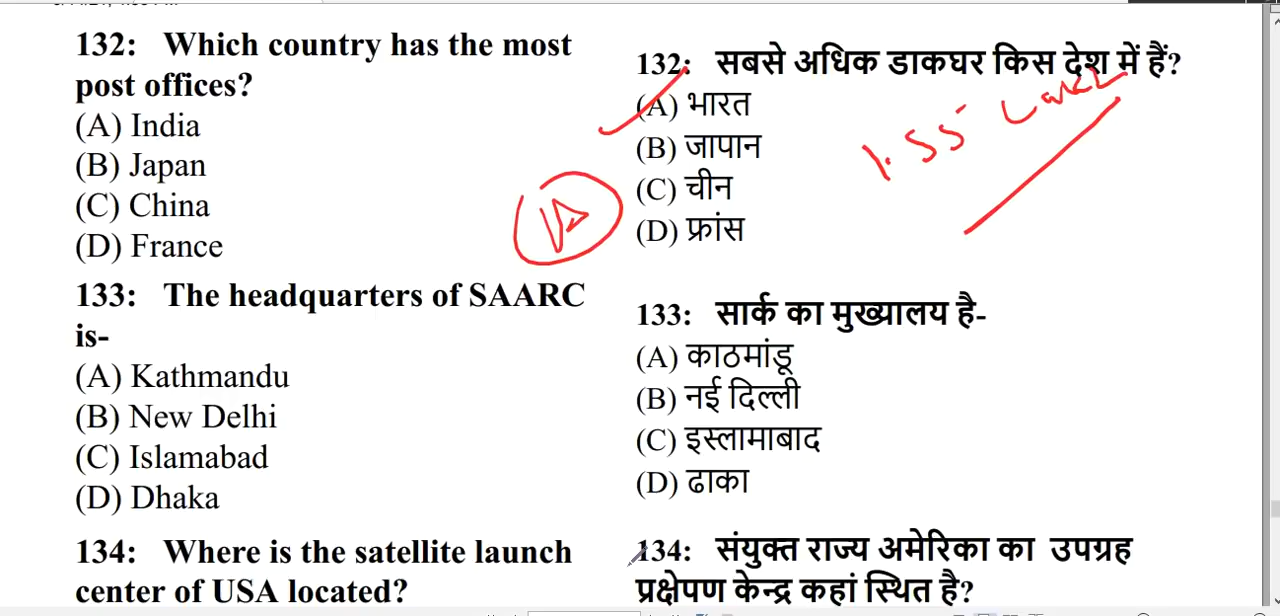 132: Which country has the most
post offices?
(A) India
(B) Japan
(C) China
(D) France
133: The headquarters of SAARC
is-
(A) Kathmandu
(B) New Delhi
(C) Islamabad
(D) Dhaka
134: Where is the satellite launch
center of USA located?
132: सबसे अधिक डाकघर किस देश में हैं?
(A) भारत
(B) जापान
(C) चीन
(D) फ्रांस
1.55
133: सार्क का मुख्यालय है-
(A) काठमांडू
(B) नई दिल्ली
(C) इस्लामाबाद
(D) ढाका
134: संयुक्त राज्य अमेरिका का उपग्रह
प्रक्षेपण केन्द्र कहां स्थित है?